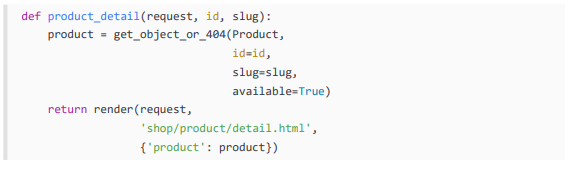 def product_detail(request, id, slug):
    product = get_object_or_404(Product,
                                id=id,
                                slug=slug,
                                available=True)
    return render(request,
                  'shop/product/detail.html',
                  {'product': product})